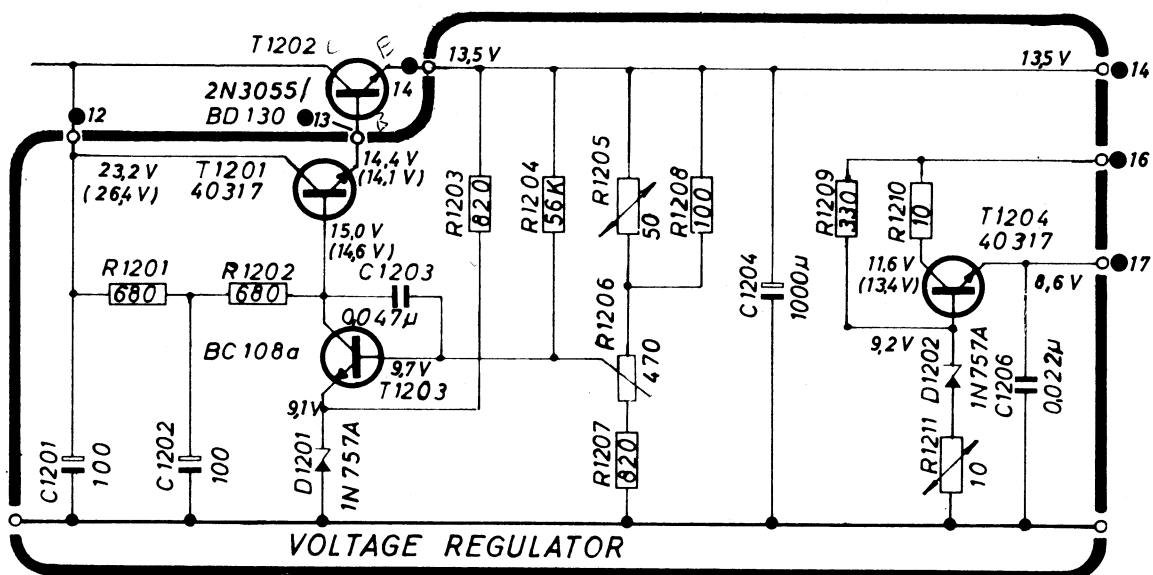 T1202
C
E
B
13,5 V
13,5 V
14
14
2N3055/
BD 130
13
12
16
17
23,2 V
(26,4 V)
T1201
40317
14,4 V
(14,1 V)
15,0 V
(14,6 V)
R1203
820
R1204
56K
R1205
50
R1208
100
R1209
330
R1210
10
T1204
40317
11,6 V
(13,4V)
8,6 V
R1201
680
R1202
680
C1203
0,047µ
BC 108a
9,7V
T1203
9,1V
R1206
470
C1204
1000µ
9,2V
D1202
1N757A
C1206
0,022µ
C1201
100
C1202
100
D1201
1N757A
R1207
820
R1211
10
VOLTAGE REGULATOR